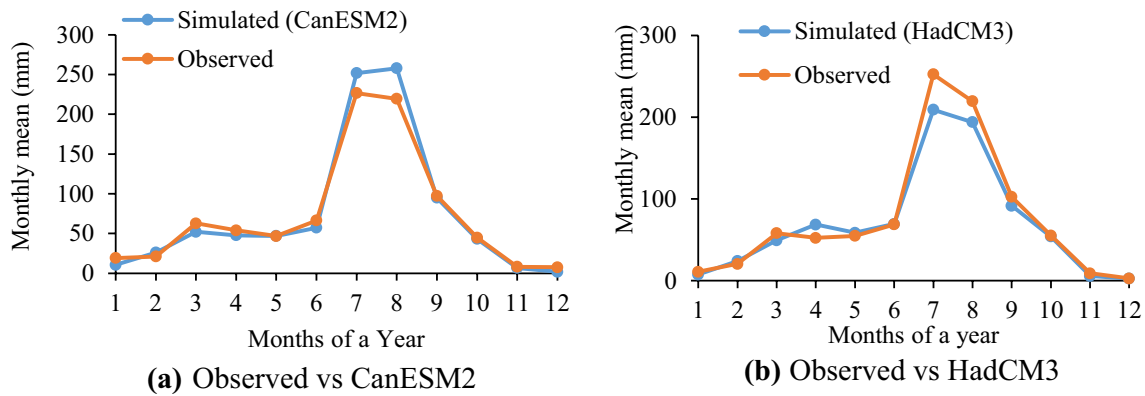 Simulated (CanESM2)
Observed
Monthly mean (mm)
300
250
200
150
100
50
0
1 2 3 4 5 6 7 8 9 10 11 12
Months of a Year
(a) Observed vs CanESM2
Simulated (HadCM3)
Observed
Monthly mean (mm)
300
200
100
0
1 2 3 4 5 6 7 8 9 10 11 12
Months of a year
(b) Observed vs HadCM3